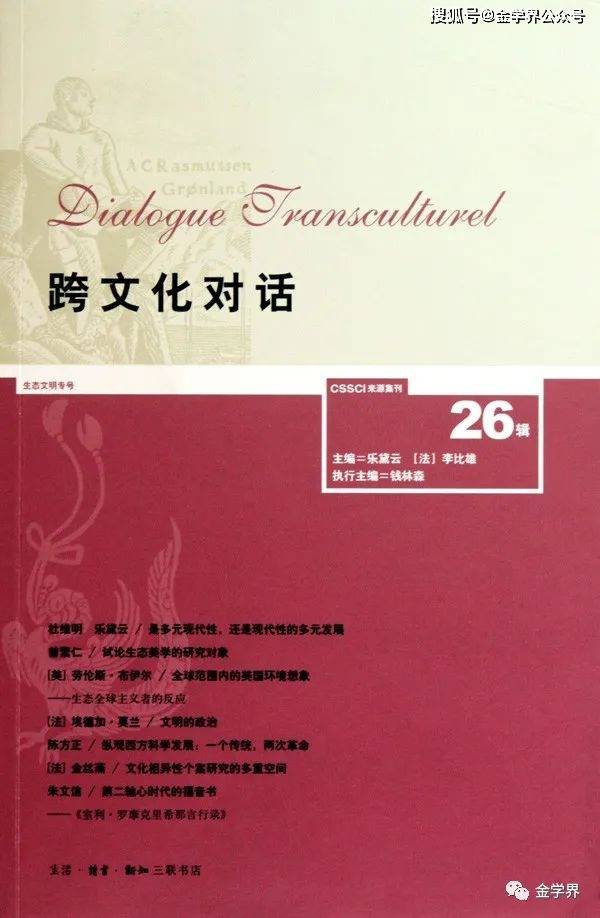 搜狐号@金学界公众号
A C Rasmussen
Grønland
Dialogue Transculturel
跨文化对话
生态文明专号
CSSCI 来源集刊
26辑
主编=乐黛云 [法] 李比雄
执行主编=钱林森
杜维明 乐黛云 / 是多元现代性，还是现代性的多元发展
曾繁仁 / 试论生态美学的研究对象
[美] 劳伦斯·布伊尔 / 全球范围内的美国环境想象
——生态全球主义者的反应
[法] 埃德加·莫兰 / 文明的政治
陈方正 / 纵观西方科学发展：一个传统，两次革命
[法] 金丝燕 / 文化相异性个案研究的多重空间
朱文信 / 第二轴心时代的福音书
——《室利·罗摩克里希那言行录》
生活·读书·新知三联书店
金学界